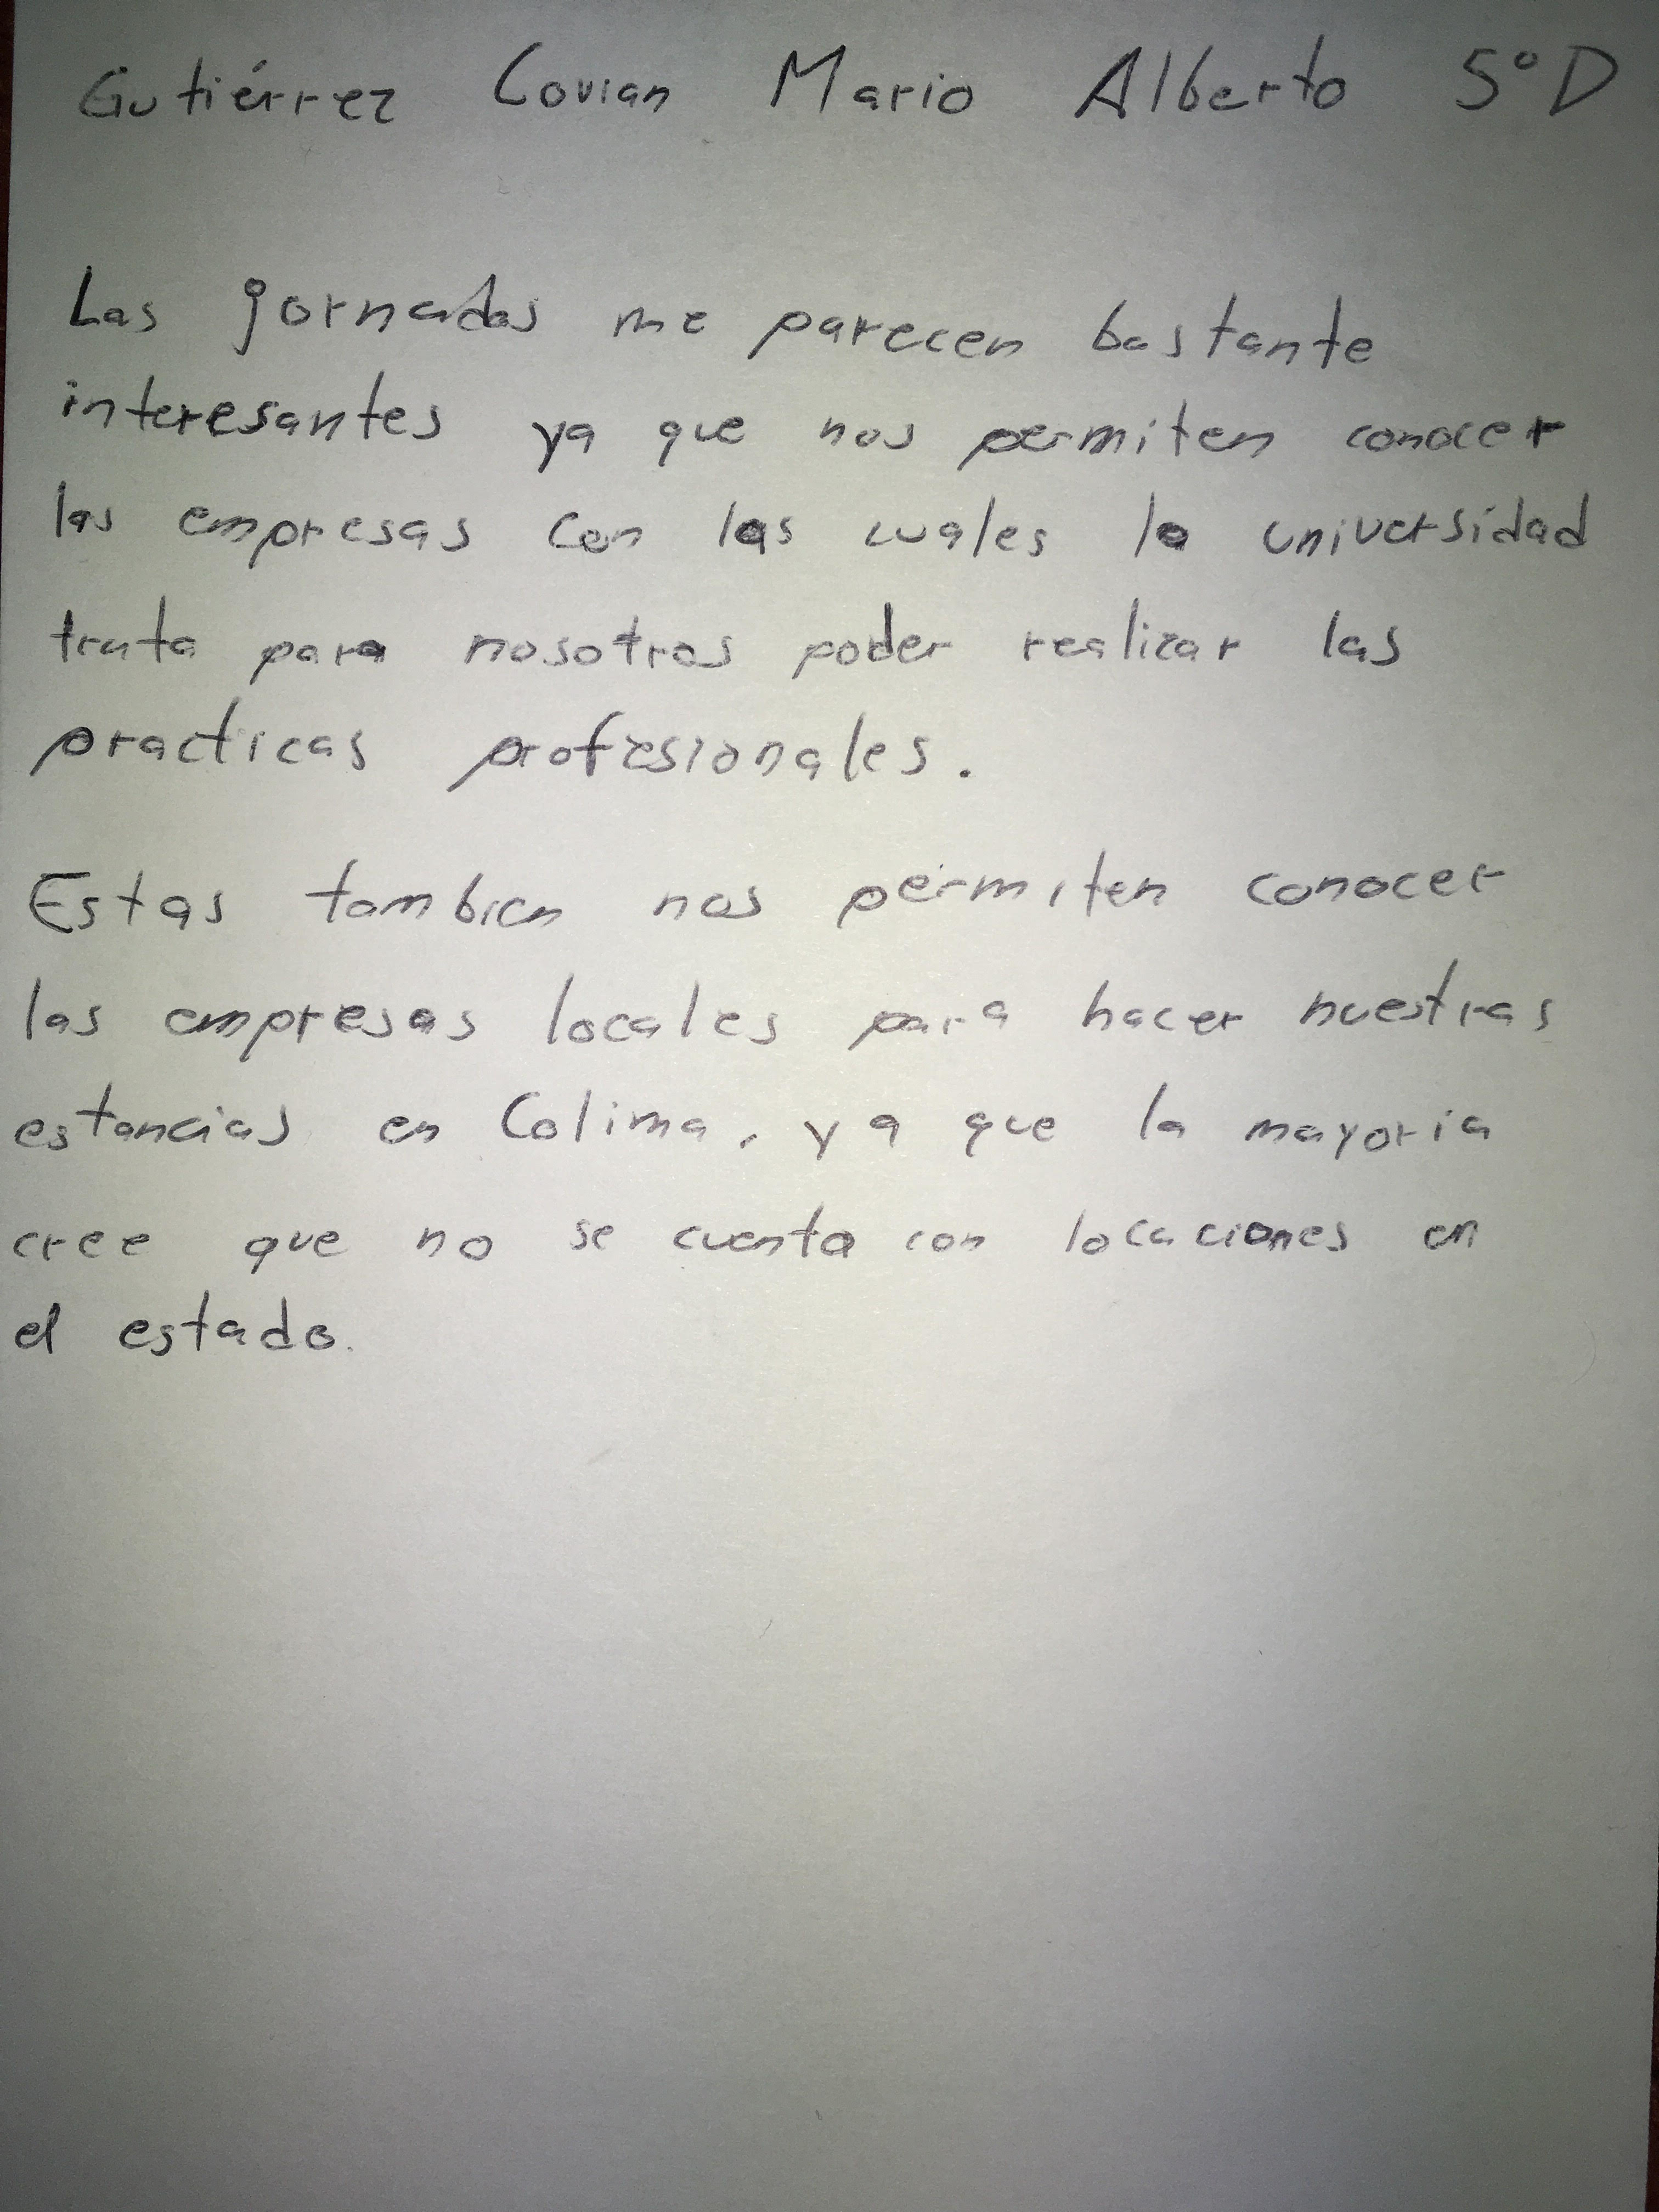 Gutiérrez Covian Mario Alberto 5°D
Las jornadas me parecen bastante
interesantes ya que nos permiten conocer
las empresas con las cuales la universidad
trata para nosotros poder realizar las
practicas profesionales.
Estas tambien nos permiten conocer
las empresas locales para hacer nuestras
estancias en Colima, ya que la mayoria
cree que no se cuenta con locaciones en
el estado.